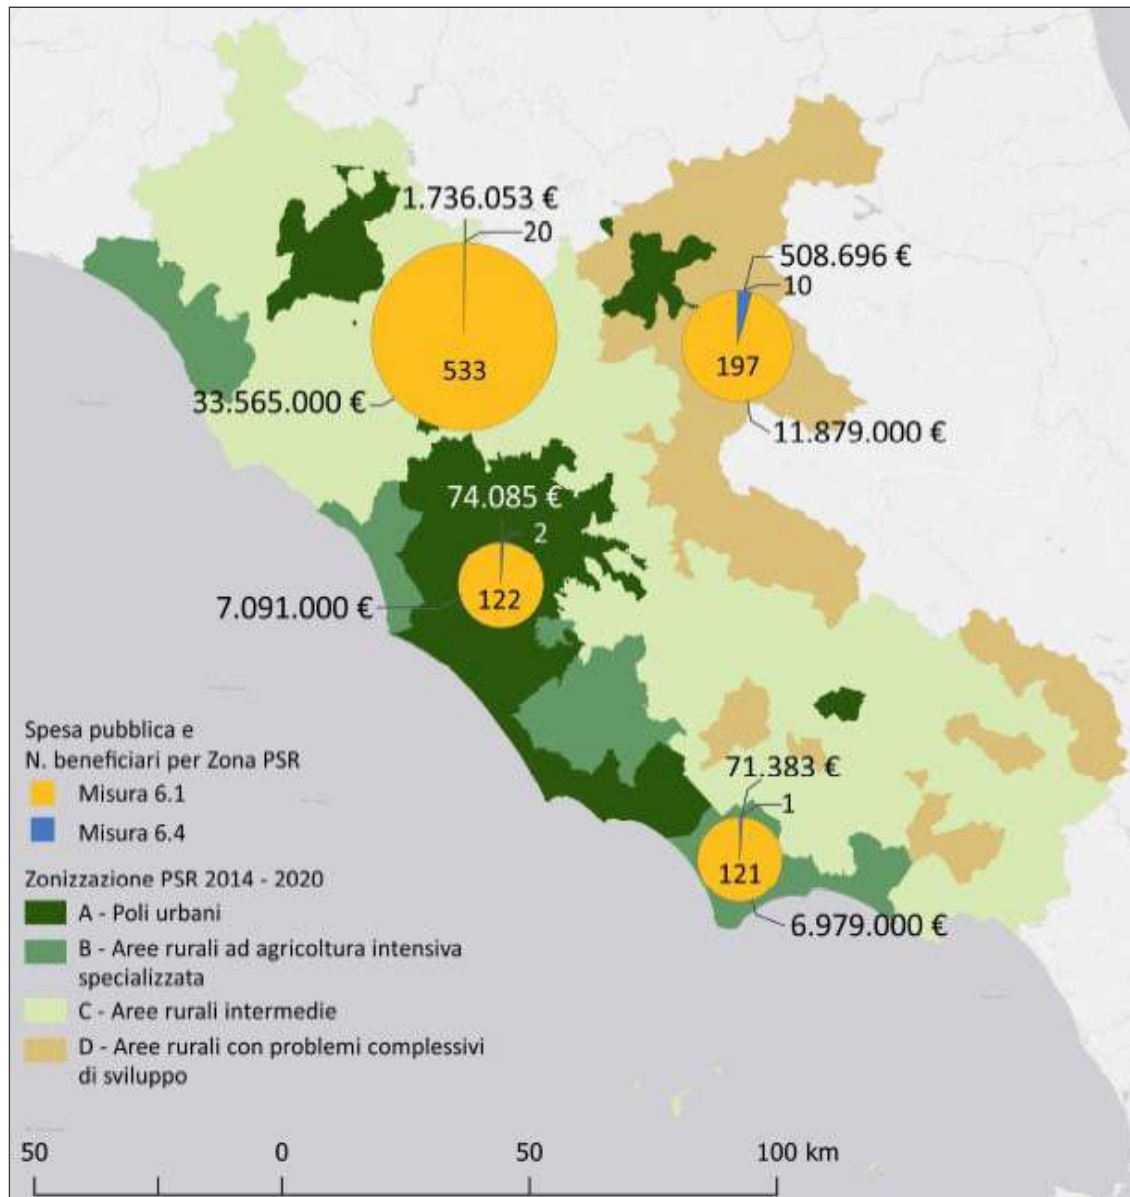 1.736.053 €
20
508.696 €
10
533
197
33.565.000 €
11.879.000 €
74.085 €
2
7.091.000 €
122
Spesa pubblica e
N. beneficiari per Zona PSR
Misura 6.1
Misura 6.4
71.383 €
1
121
6.979.000 €
Zonizzazione PSR 2014 - 2020
A - Poli urbani
B - Aree rurali ad agricoltura intensiva
specializzata
C - Aree rurali intermedie
D - Aree rurali con problemi complessivi
di sviluppo
50 0 50 100 km